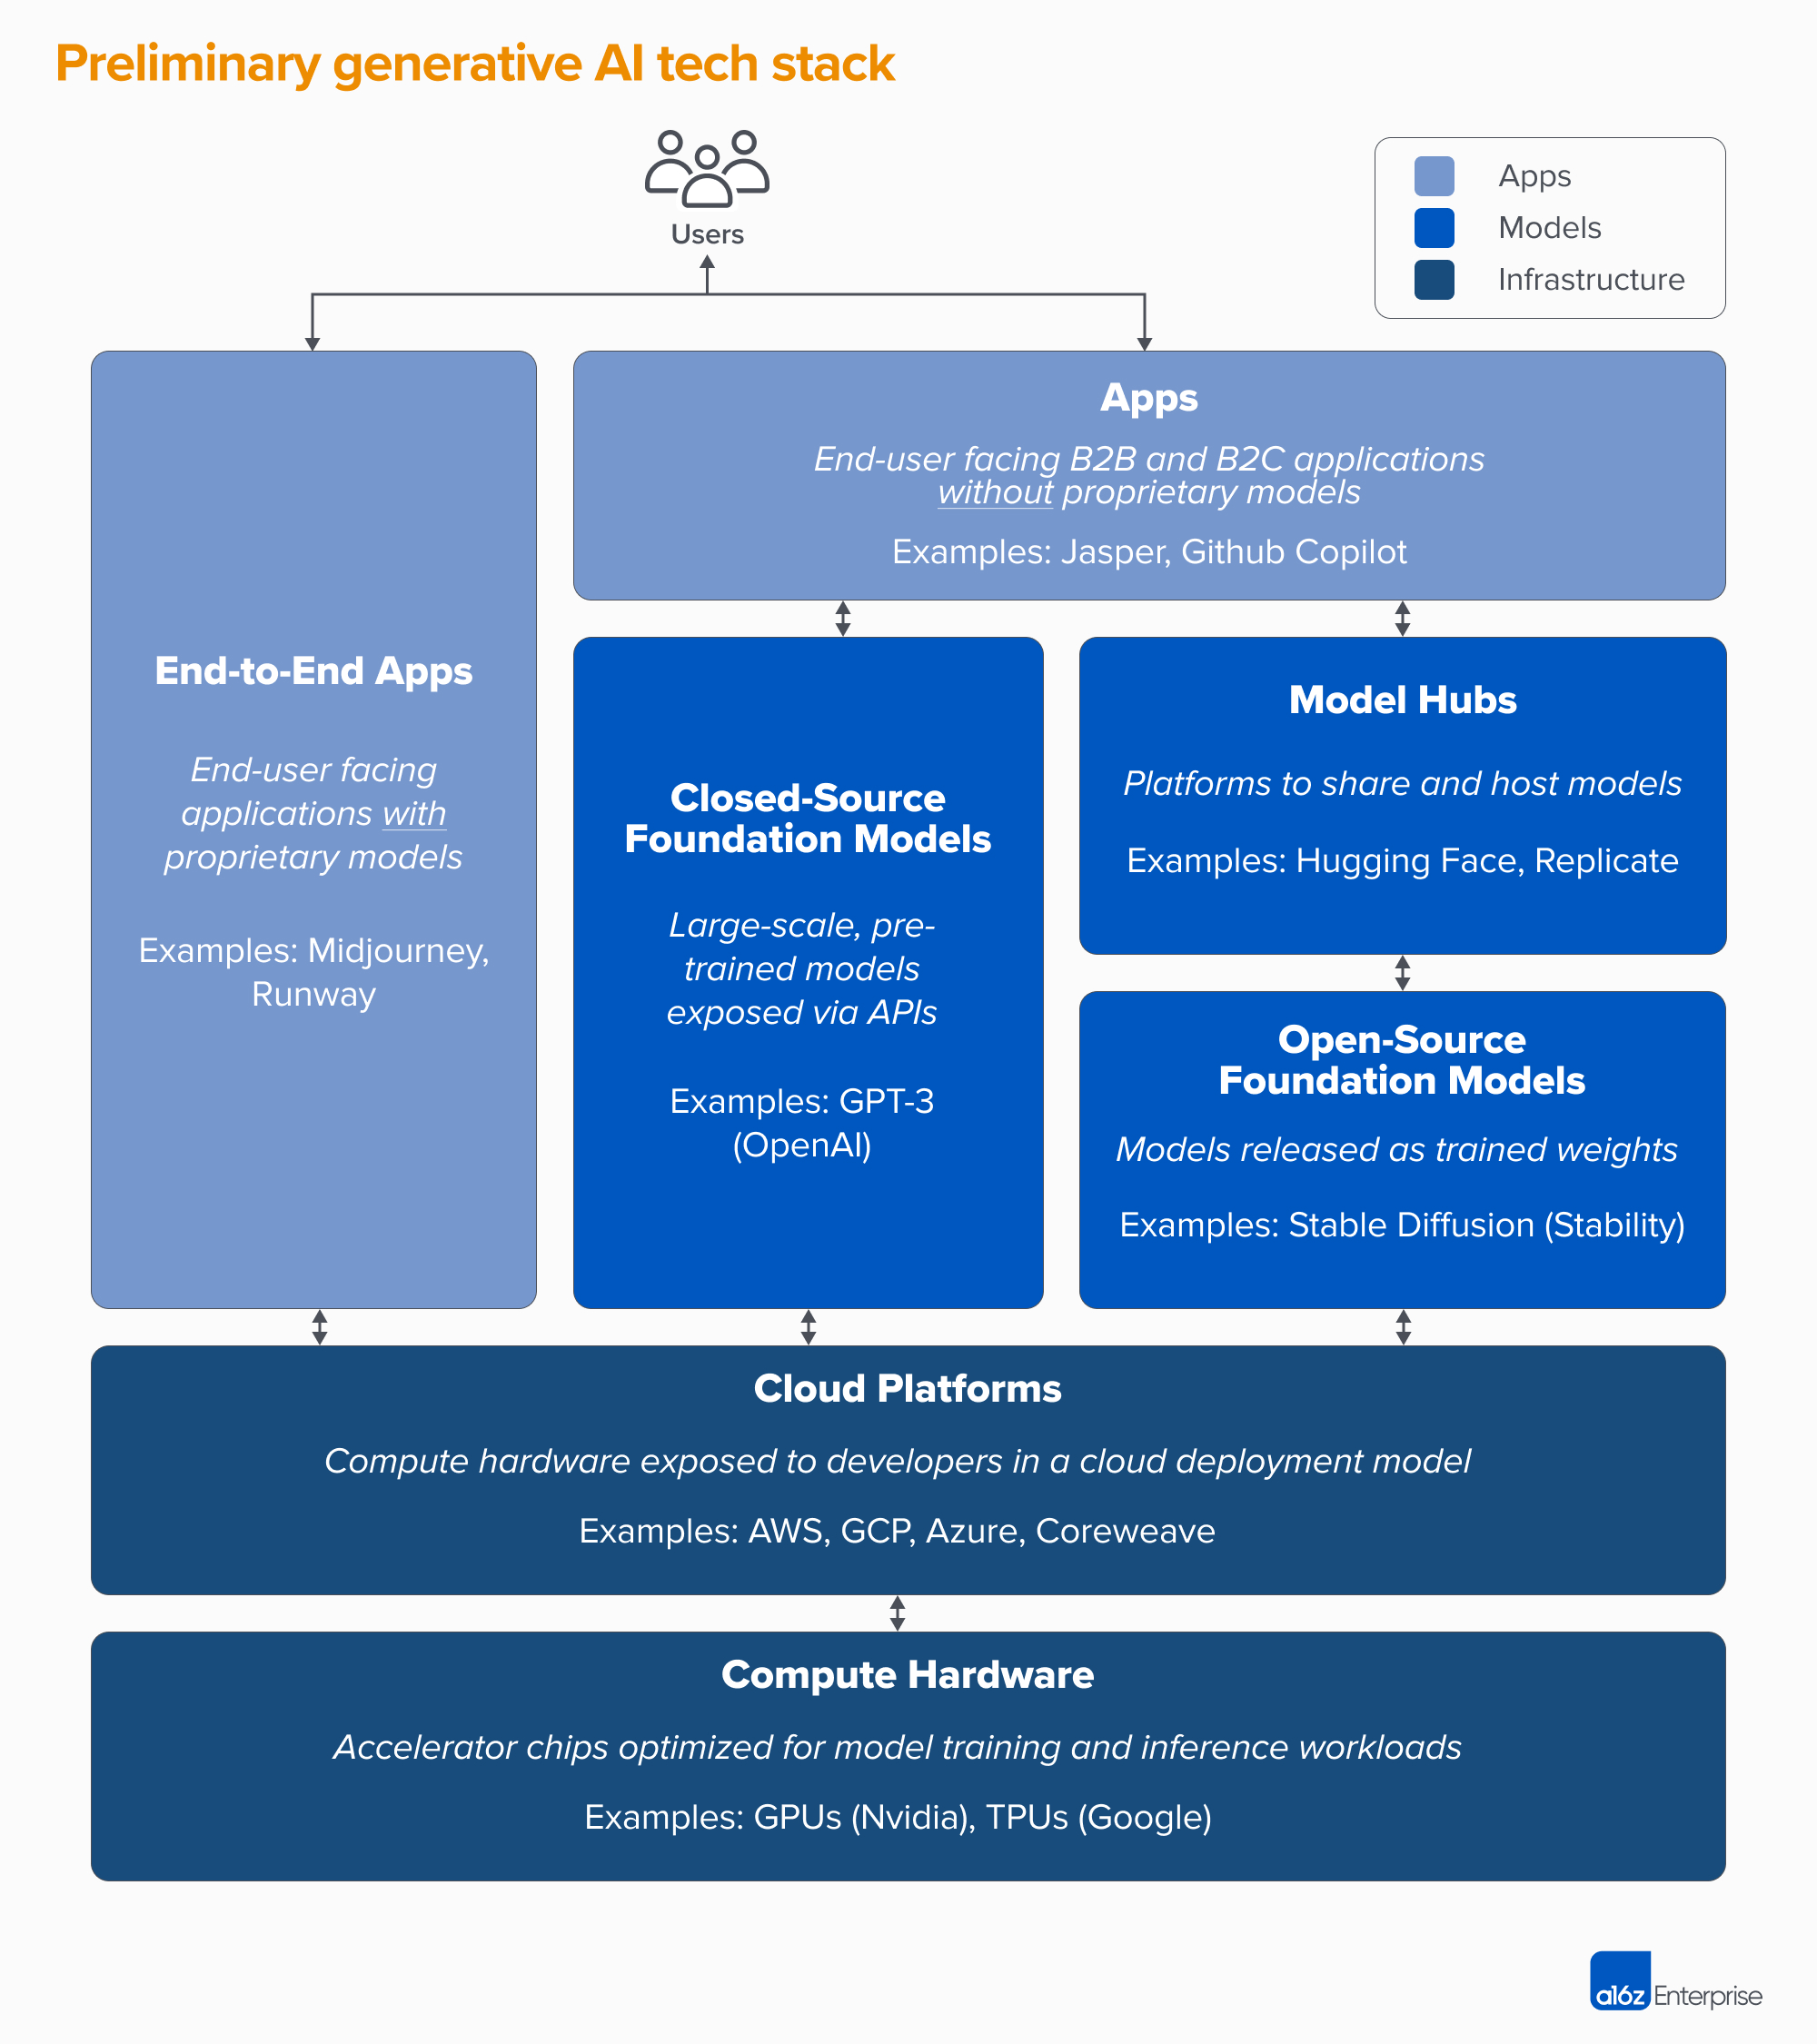 Preliminary generative AI tech stack
Users
Apps
Models
Infrastructure
End-to-End Apps
End-user facing
applications with
proprietary models
Examples: Midjourney,
Runway
Apps
End-user facing B2B and B2C applications
without proprietary models
Examples: Jasper, Github Copilot
Closed-Source
Foundation Models
Large-scale, pre-
trained models
exposed via APIs
Examples: GPT-3
(OpenAI)
Model Hubs
Platforms to share and host models
Examples: Hugging Face, Replicate
Open-Source
Foundation Models
Models released as trained weights
Examples: Stable Diffusion (Stability)
Cloud Platforms
Compute hardware exposed to developers in a cloud deployment model
Examples: AWS, GCP, Azure, Coreweave
Compute Hardware
Accelerator chips optimized for model training and inference workloads
Examples: GPUs (Nvidia), TPUs (Google)
a16z Enterprise